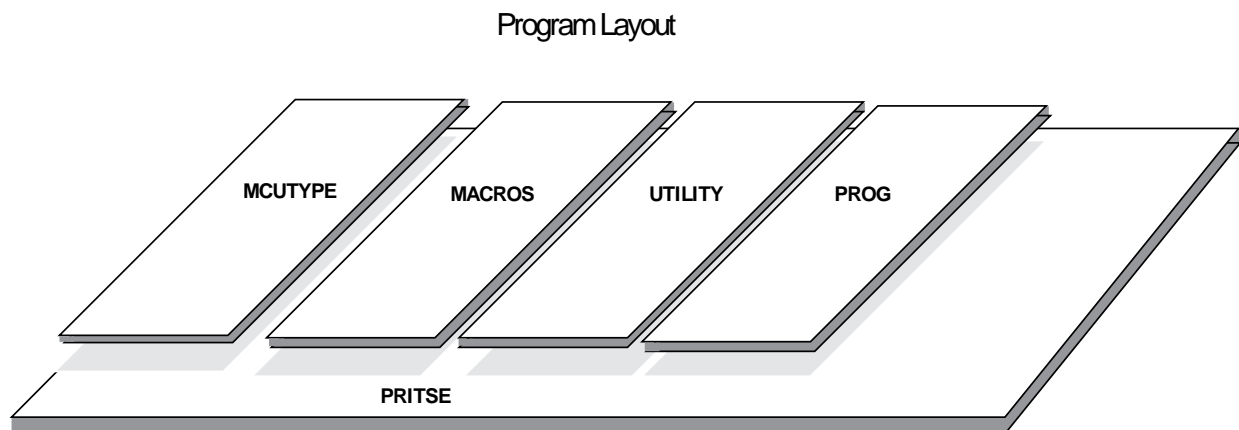 Program Layout
MCUTYPE
MACROS
UTILITY
PROG
PRITSE